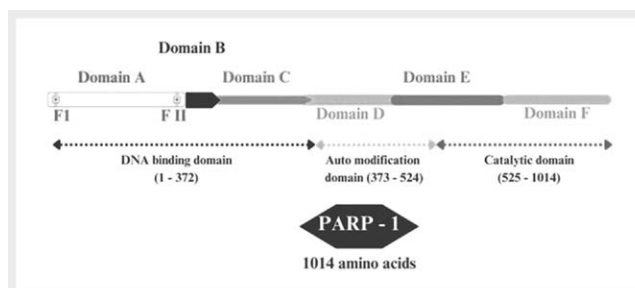 Domain B
Domain A
Domain C
Domain E
F1
F II
Domain D
Domain F
DNA binding domain
(1 - 372)
Auto modification
domain (373 - 524)
Catalytic domain
(525 - 1014)
PARP - 1
1014 amino acids